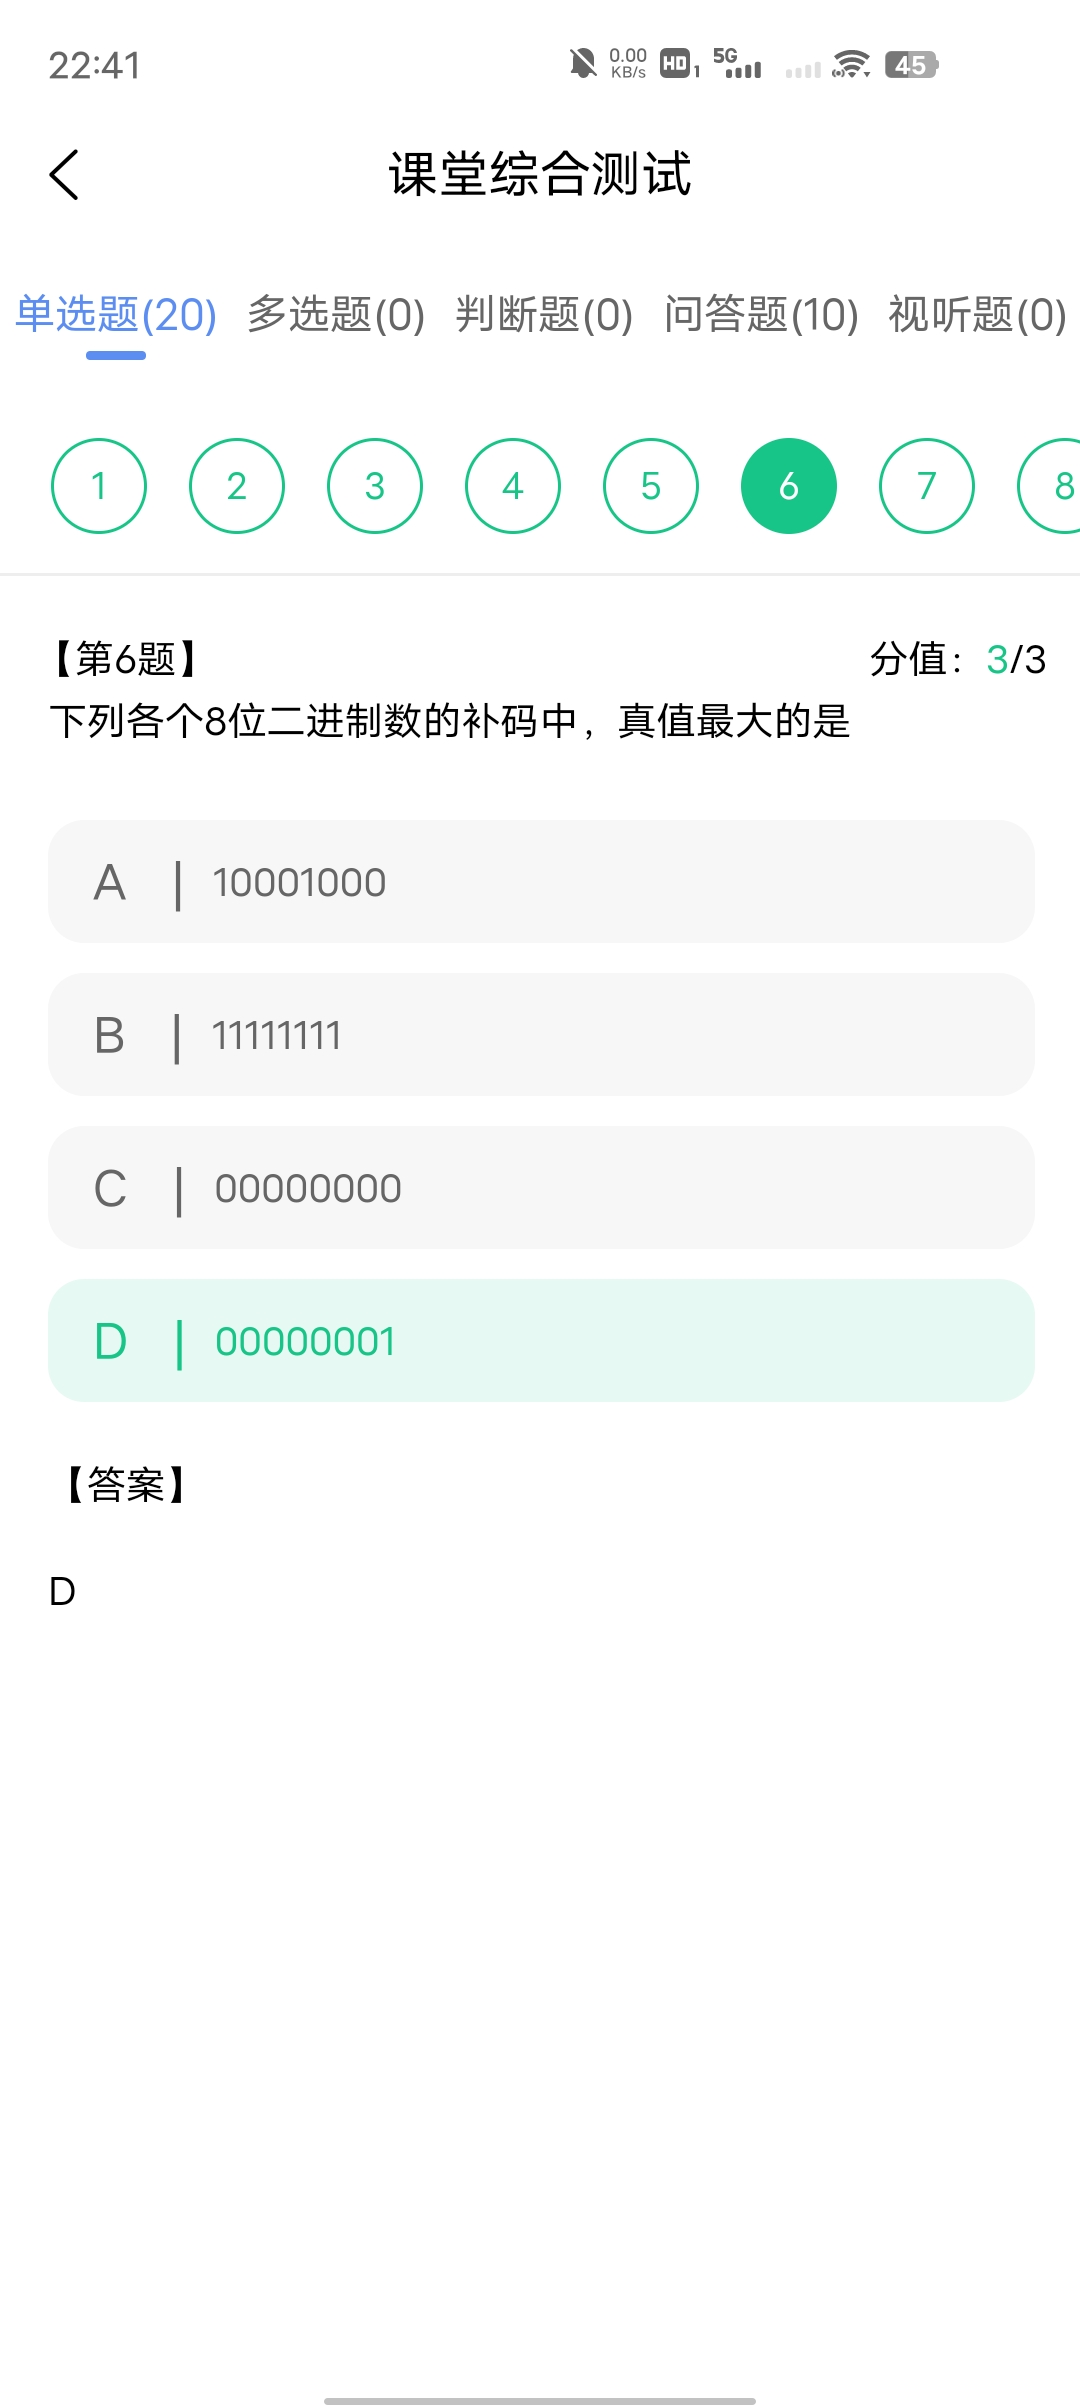 22:41
0.00
KB/s
HD 1
5G
45
课堂综合测试
单选题(20) 多选题(0) 判断题(0) 问答题(10) 视听题(0)
1 2 3 4 5 6 7 8
【第6题】 分值：3/3
下列各个8位二进制数的补码中，真值最大的是
A | 10001000
B | 11111111
C | 00000000
D | 00000001
【答案】
D